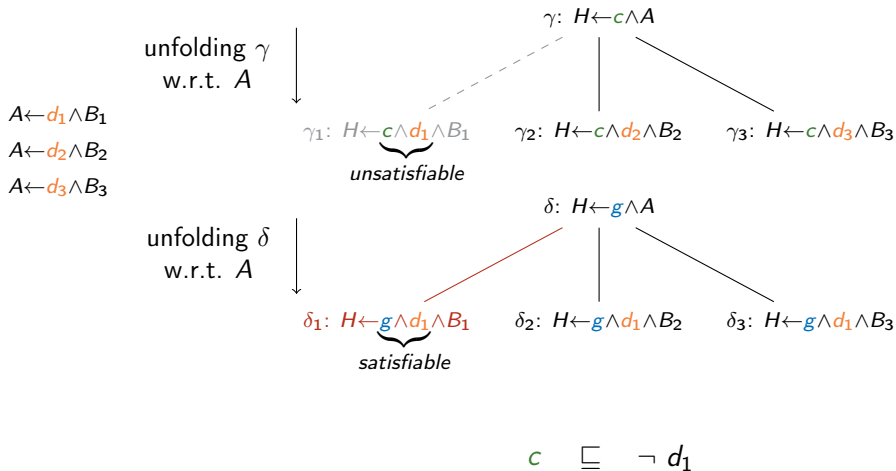 γ: H←c∧A
unfolding γ
w.r.t. A
A←d₁∧B₁
A←d₂∧B₂
A←d₃∧B₃
γ₁: H←c∧d₁∧B₁ γ₂: H←c∧d₂∧B₂ γ₃: H←c∧d₃∧B₃
unsatisfiable
δ: H←g∧A
unfolding δ
w.r.t. A
δ₁: H←g∧d₁∧B₁ δ₂: H←g∧d₁∧B₂ δ₃: H←g∧d₁∧B₃
satisfiable
c ⊑ ¬ d₁